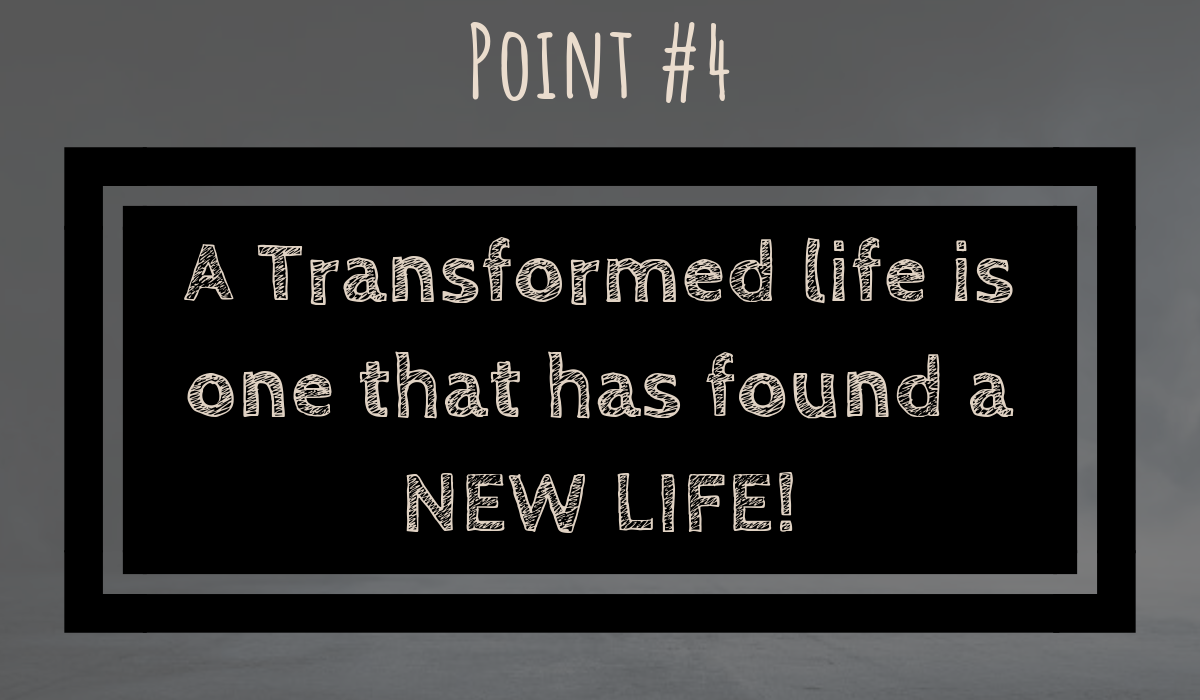 Point #4
A Transformed life is
one that has found a
NEW LIFE!